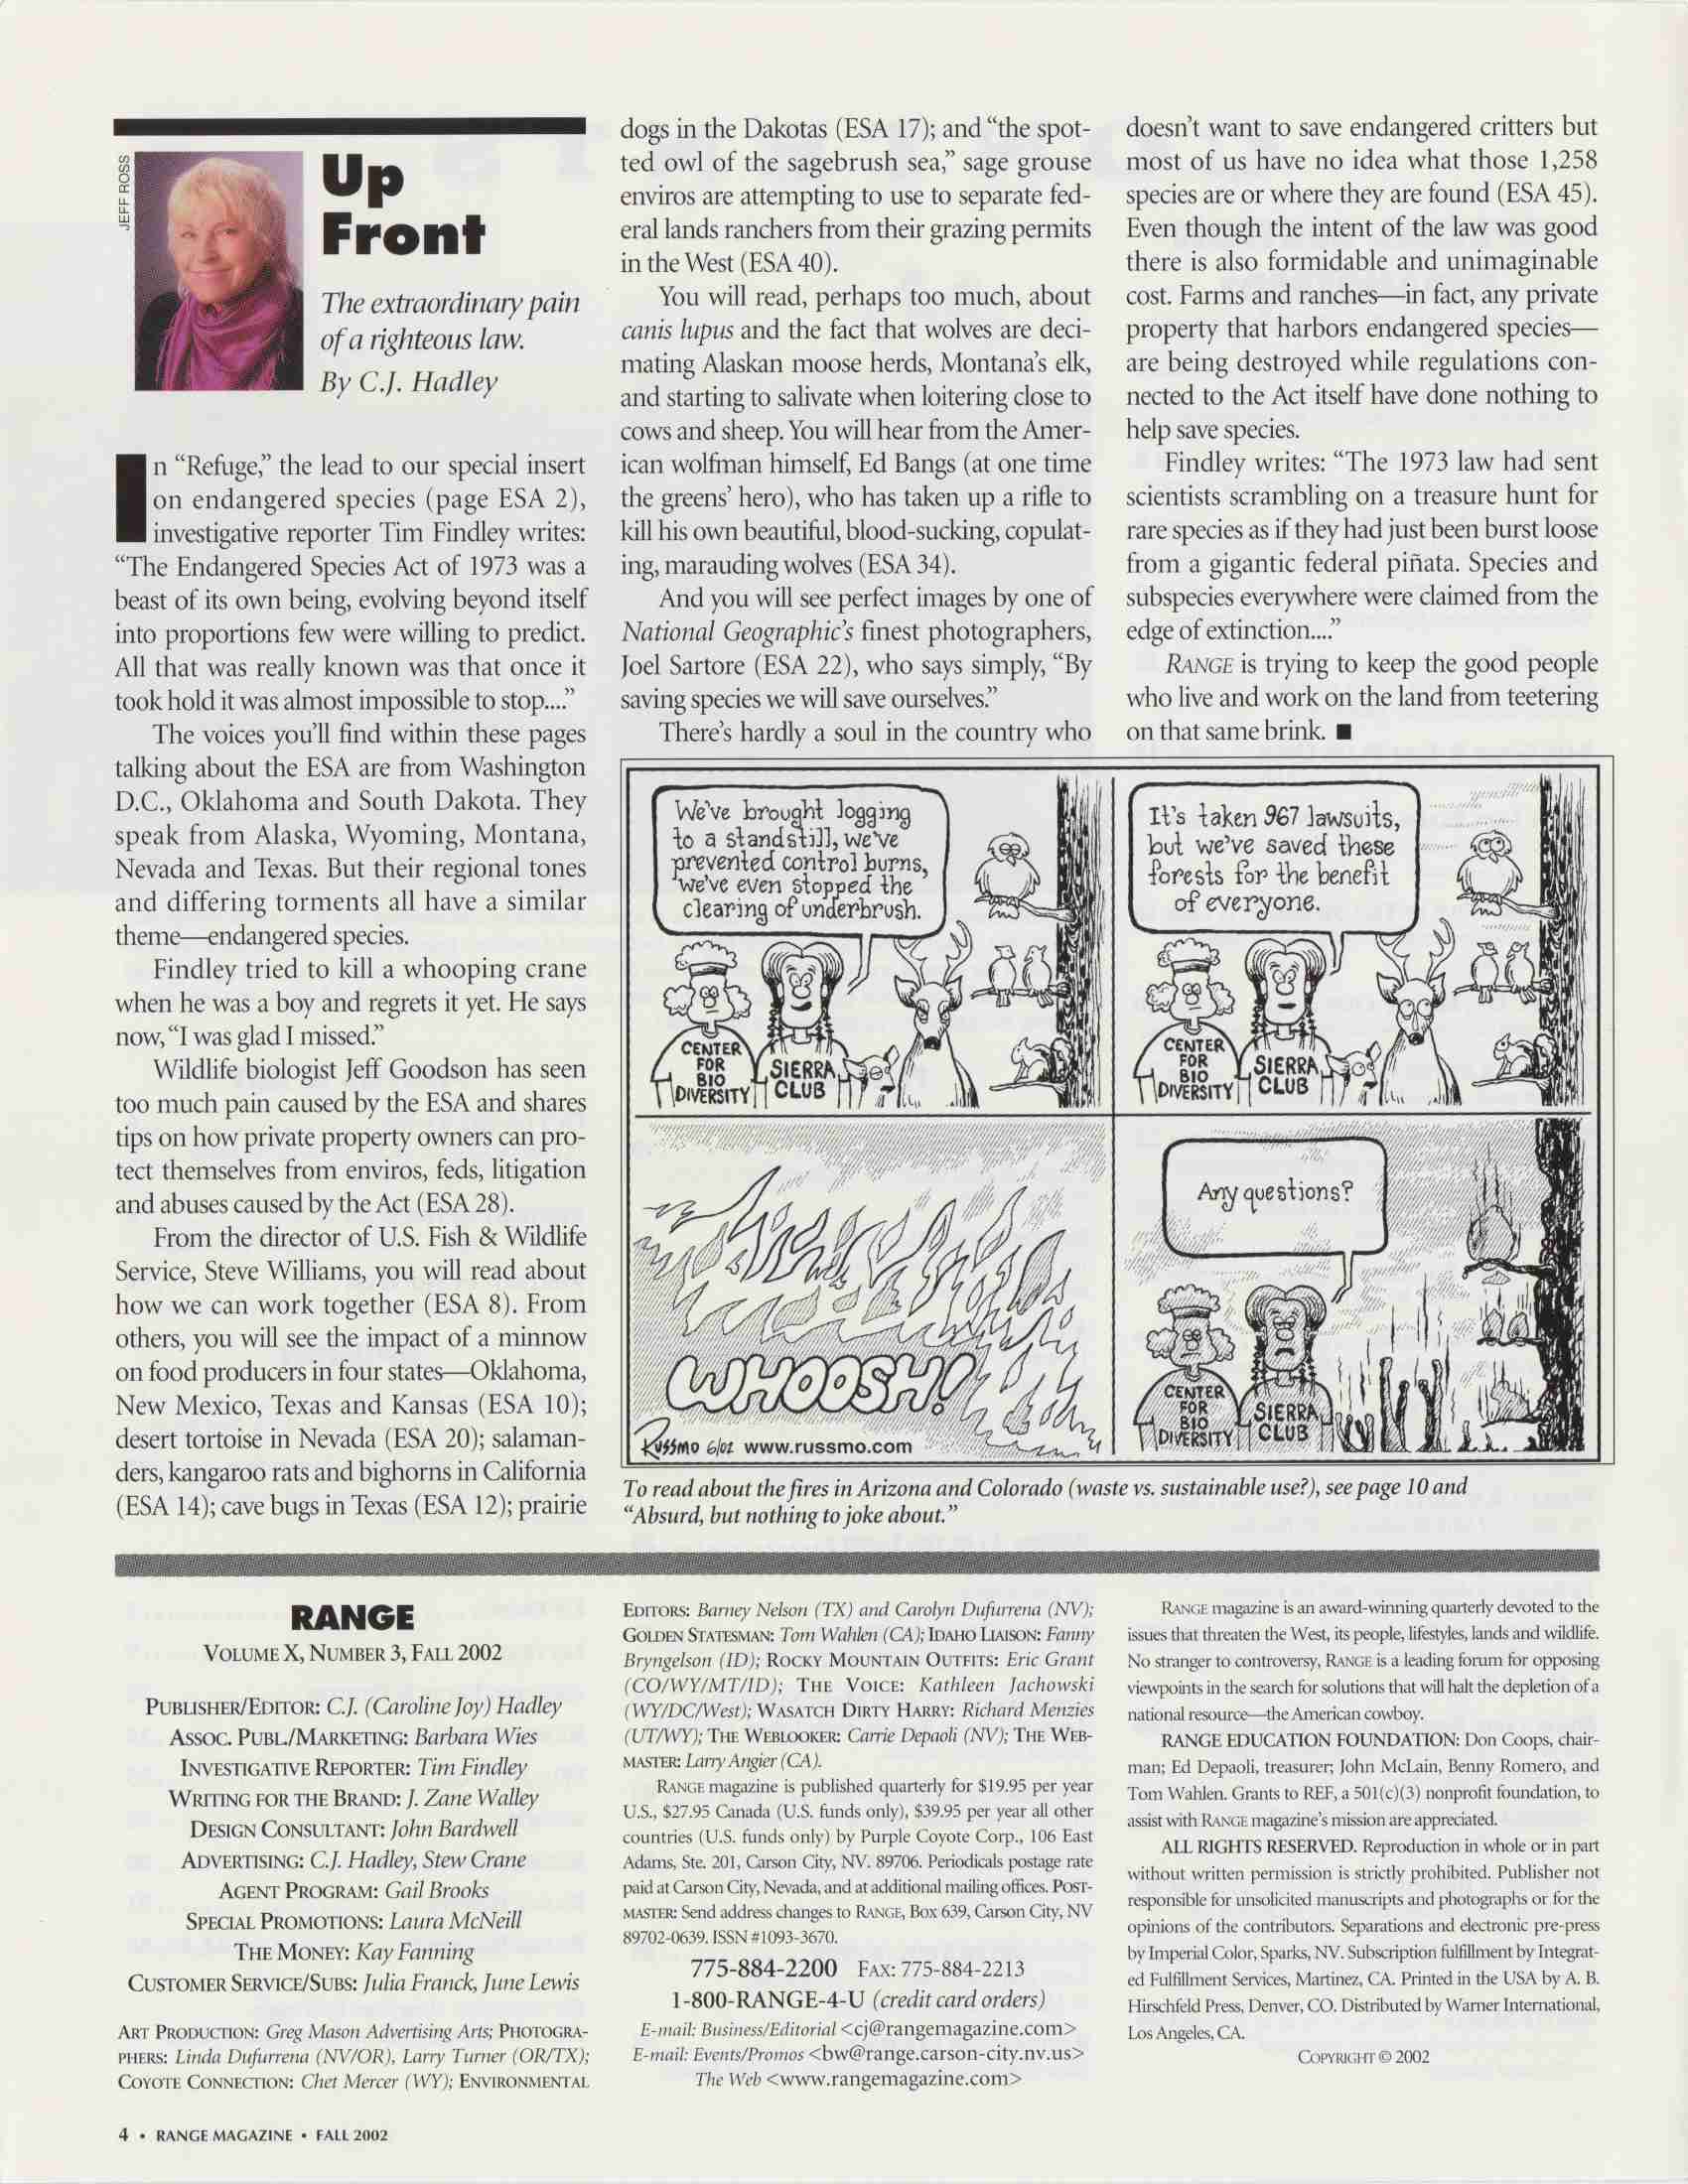 JEFF ROSS
Up
Front
The extraordinary pain
of a righteous law.
By C.J. Hadley
In “Refuge,” the lead to our special insert
on endangered species (page ESA 2),
investigative reporter Tim Findley writes:
“The Endangered Species Act of 1973 was a
beast of its own being, evolving beyond itself
into proportions few were willing to predict.
All that was really known was that once it
took hold it was almost impossible to stop....”
The voices you’ll find within these pages
talking about the ESA are from Washington
D.C., Oklahoma and South Dakota. They
speak from Alaska, Wyoming, Montana,
Nevada and Texas. But their regional tones
and differing torments all have a similar
theme—endangered species.
Findley tried to kill a whooping crane
when he was a boy and regrets it yet. He says
now, “I was glad I missed.”
Wildlife biologist Jeff Goodson has seen
too much pain caused by the ESA and shares
tips on how private property owners can pro-
tect themselves from enviros, feds, litigation
and abuses caused by the Act (ESA 28).
From the director of U.S. Fish & Wildlife
Service, Steve Williams, you will read about
how we can work together (ESA 8). From
others, you will see the impact of a minnow
on food producers in four states—Oklahoma,
New Mexico, Texas and Kansas (ESA 10);
desert tortoise in Nevada (ESA 20); salaman-
ders, kangaroo rats and bighorns in California
(ESA 14); cave bugs in Texas (ESA 12); prairie
dogs in the Dakotas (ESA 17); and “the spot-
ted owl of the sagebrush sea,” sage grouse
enviros are attempting to use to separate fed-
eral lands ranchers from their grazing permits
in the West (ESA 40).
You will read, perhaps too much, about
canis lupus and the fact that wolves are deci-
mating Alaskan moose herds, Montana’s elk,
and starting to salivate when loitering close to
cows and sheep. You will hear from the Amer-
ican wolfman himself, Ed Bangs (at one time
the greens’ hero), who has taken up a rifle to
kill his own beautiful, blood-sucking, copulat-
ing, marauding wolves (ESA 34).
And you will see perfect images by one of
National Geographic’s finest photographers,
Joel Sartore (ESA 22), who says simply, “By
saving species we will save ourselves.”
There’s hardly a soul in the country who
doesn’t want to save endangered critters but
most of us have no idea what those 1,258
species are or where they are found (ESA 45).
Even though the intent of the law was good
there is also formidable and unimaginable
cost. Farms and ranches—in fact, any private
property that harbors endangered species—
are being destroyed while regulations con-
nected to the Act itself have done nothing to
help save species.
Findley writes: “The 1973 law had sent
scientists scrambling on a treasure hunt for
rare species as if they had just been burst loose
from a gigantic federal piñata. Species and
subspecies everywhere were claimed from the
edge of extinction....”
RANGE is trying to keep the good people
who live and work on the land from teetering
on that same brink. ■
We've brought logging
to a standstill, we've
prevented control burns,
we've even stopped the
clearing of underbrush.
CENTER
FOR
BIO
DIVERSITY
SIERRA
CLUB
It's taken 967 lawsuits,
but we've saved these
forests for the benefit
of everyone.
CENTER
FOR
BIO
DIVERSITY
SIERRA
CLUB
WHOOSH!
Russmo 6/02 www.russmo.com
Any questions?
CENTER
FOR
BIO
DIVERSITY
SIERRA
CLUB
To read about the fires in Arizona and Colorado (waste vs. sustainable use?), see page 10 and
“Absurd, but nothing to joke about.”
RANGE
VOLUME X, NUMBER 3, FALL 2002
PUBLISHER/EDITOR: C.J. (Caroline Joy) Hadley
ASSOC. PUBL./MARKETING: Barbara Wies
INVESTIGATIVE REPORTER: Tim Findley
WRITING FOR THE BRAND: J. Zane Walley
DESIGN CONSULTANT: John Bardwell
ADVERTISING: C.J. Hadley, Stew Crane
AGENT PROGRAM: Gail Brooks
SPECIAL PROMOTIONS: Laura McNeill
THE MONEY: Kay Fanning
CUSTOMER SERVICE/SUBS: Julia Franck, June Lewis
ART PRODUCTION: Greg Mason Advertising Arts; PHOTOGRA-
PHERS: Linda Dufurrena (NV/OR), Larry Turner (OR/TX);
COYOTE CONNECTION: Chet Mercer (WY); ENVIRONMENTAL
EDITORS: Barney Nelson (TX) and Carolyn Dufurrena (NV);
GOLDEN STATESMAN: Tom Wahlen (CA); IDAHO LIAISON: Fanny
Bryngelson (ID); ROCKY MOUNTAIN OUTFITS: Eric Grant
(CO/WY/MT/ID); THE VOICE: Kathleen Jachowski
(WY/DC/West); WASATCH DIRTY HARRY: Richard Menzies
(UT/WY); THE WEBLOOKER: Carrie Depaoli (NV); THE WEB-
MASTER: Larry Angier (CA).
RANGE magazine is published quarterly for $19.95 per year
U.S., $27.95 Canada (U.S. funds only), $39.95 per year all other
countries (U.S. funds only) by Purple Coyote Corp., 106 East
Adams, Ste. 201, Carson City, NV. 89706. Periodicals postage rate
paid at Carson City, Nevada, and at additional mailing offices. POST-
MASTER: Send address changes to RANGE, Box 639, Carson City, NV
89702-0639. ISSN #1093-3670.
775-884-2200 FAX: 775-884-2213
1-800-RANGE-4-U (credit card orders)
E-mail: Business/Editorial <cj@rangemagazine.com>
E-mail: Events/Promos <bw@range.carson-city.nv.us>
The Web <www.rangemagazine.com>
RANGE magazine is an award-winning quarterly devoted to the
issues that threaten the West, its people, lifestyles, lands and wildlife.
No stranger to controversy, RANGE is a leading forum for opposing
viewpoints in the search for solutions that will halt the depletion of a
national resource—the American cowboy.
RANGE EDUCATION FOUNDATION: Don Coops, chair-
man; Ed Depaoli, treasurer; John McLain, Benny Romero, and
Tom Wahlen. Grants to REF, a 501(c)(3) nonprofit foundation, to
assist with RANGE magazine’s mission are appreciated.
ALL RIGHTS RESERVED. Reproduction in whole or in part
without written permission is strictly prohibited. Publisher not
responsible for unsolicited manuscripts and photographs or for the
opinions of the contributors. Separations and electronic pre-press
by Imperial Color, Sparks, NV. Subscription fulfillment by Integrat-
ed Fulfillment Services, Martinez, CA. Printed in the USA by A. B.
Hirschfeld Press, Denver, CO. Distributed by Warner International,
Los Angeles, CA.
COPYRIGHT © 2002
4 • RANGE MAGAZINE • FALL 2002